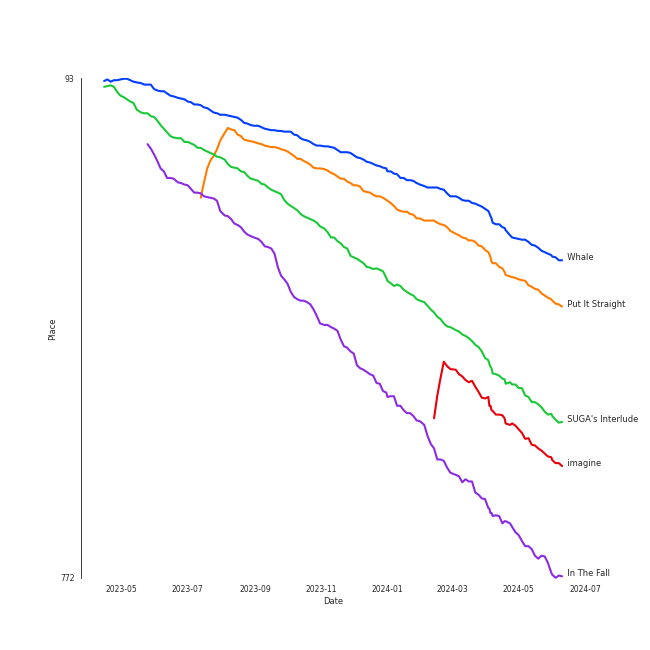 93
Whale
Put It Straight
Place
SUGA's Interlude
imagine
In The Fall
772
2023-05 2023-07 2023-09 2023-11 2024-01 2024-03 2024-05 2024-07
Date